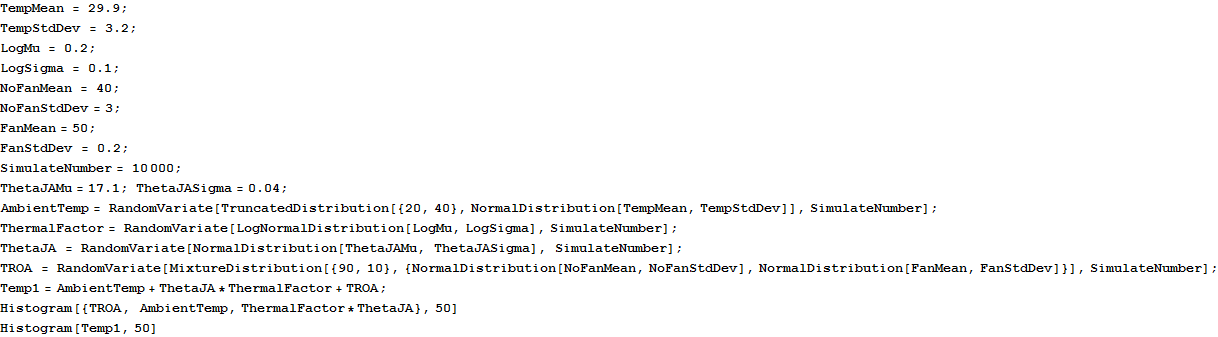 TempMean = 29.9;
TempStdDev = 3.2;
LogMu = 0.2;
LogSigma = 0.1;
NoFanMean = 40;
NoFanStdDev = 3;
FanMean = 50;
FanStdDev = 0.2;
SimulateNumber = 10000;
ThetaJAMu = 17.1; ThetaJASigma = 0.04;
AmbientTemp = RandomVariate[TruncatedDistribution[{20, 40}, NormalDistribution[TempMean, TempStdDev]], SimulateNumber];
ThermalFactor = RandomVariate[LogNormalDistribution[LogMu, LogSigma], SimulateNumber];
ThetaJA = RandomVariate[NormalDistribution[ThetaJAMu, ThetaJASigma], SimulateNumber];
TROA = RandomVariate[MixtureDistribution[{90, 10}, {NormalDistribution[NoFanMean, NoFanStdDev], NormalDistribution[FanMean, FanStdDev]}], SimulateNumber];
Temp1 = AmbientTemp + ThetaJA * ThermalFactor + TROA;
Histogram[{TROA, AmbientTemp, ThermalFactor * ThetaJA}, 50]
Histogram[Temp1, 50]